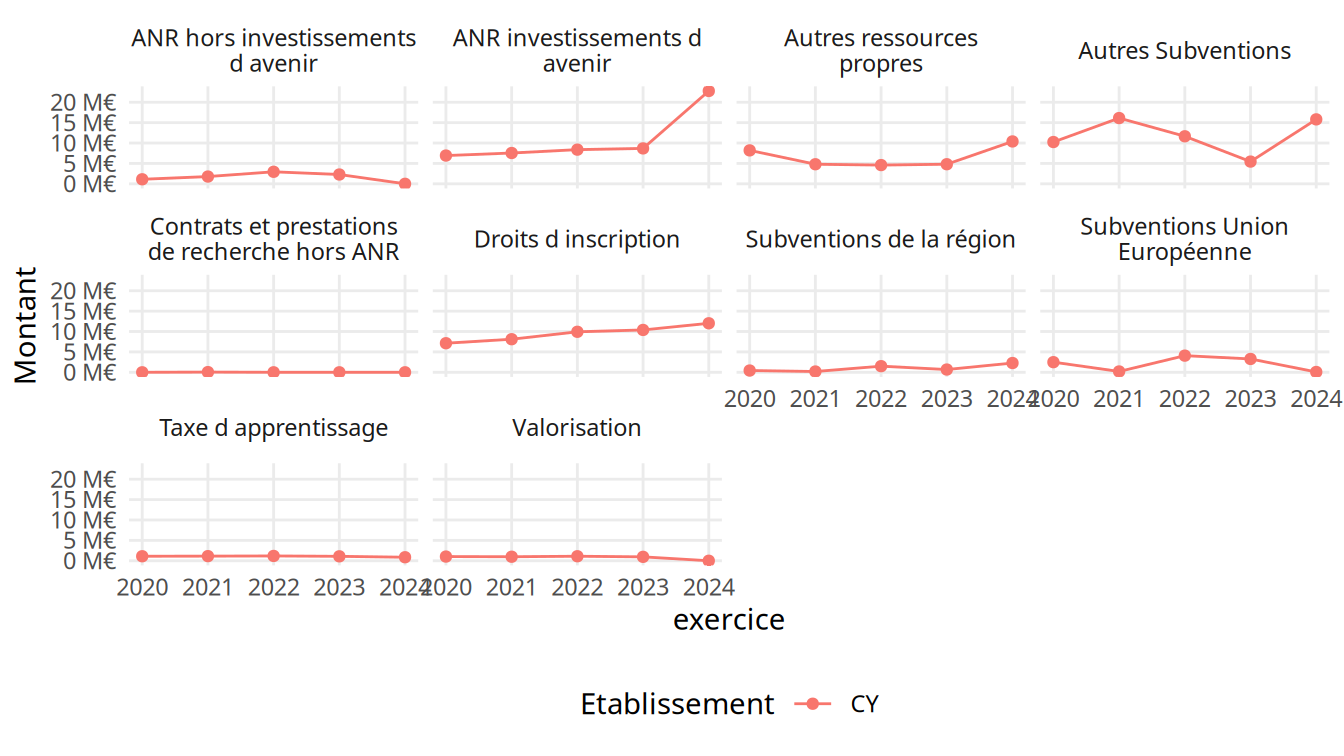 ANR hors investissements
d avenir
ANR investissements d
avenir
Autres ressources
propres
Autres Subventions
20 M€
15 M€
10 M€
5 M€
0 M€
Contrats et prestations
de recherche hors ANR
Droits d inscription
Subventions de la région
Subventions Union
Européenne
20 M€
15 M€
10 M€
5 M€
0 M€
2020 2021 2022 2023 2024
2020 2021 2022 2023 2024
Taxe d apprentissage
Valorisation
20 M€
15 M€
10 M€
5 M€
0 M€
2020 2021 2022 2023 2024
2020 2021 2022 2023 2024
Montant
exercice
Etablissement CY